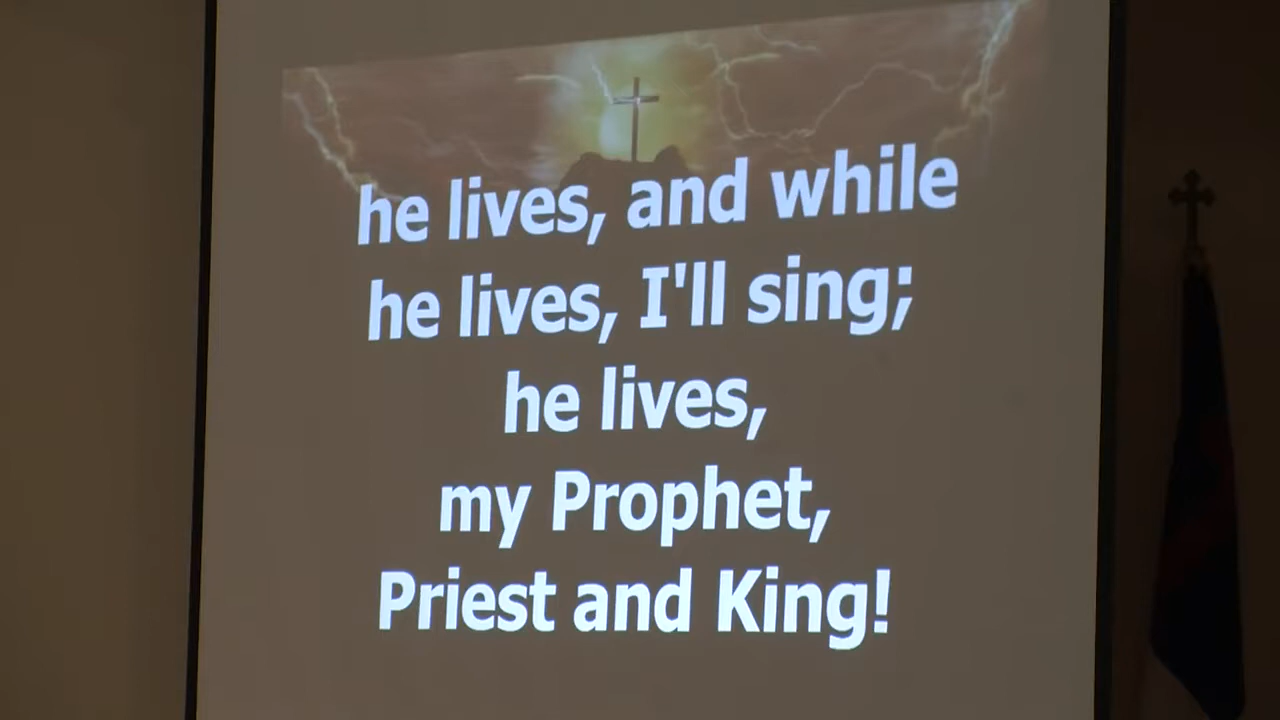 he lives, and while
he lives, I'll sing;
he lives,
my Prophet,
Priest and King!